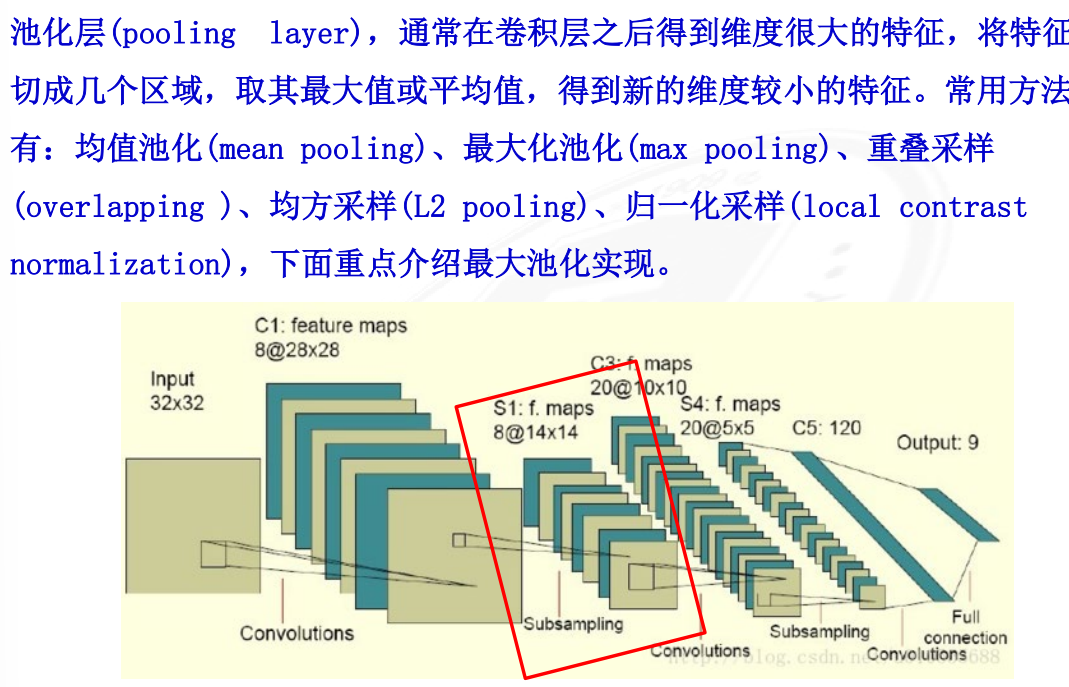 池化层(pooling layer)，通常在卷积层之后得到维度很大的特征，将特征
切成几个区域，取其最大值或平均值，得到新的维度较小的特征。常用方法
有：均值池化(mean pooling)、最大化池化(max pooling)、重叠采样
(overlapping )、均方采样(L2 pooling)、归一化采样(local contrast
normalization)，下面重点介绍最大池化实现。
C1: feature maps
8@28x28
Input
32x32
C3: f. maps
20@10x10
S1: f. maps
8@14x14
S4: f. maps
20@5x5
C5: 120
Output: 9
Convolutions
Subsampling
Convolutions
Subsampling
Convolutions
Full
connection